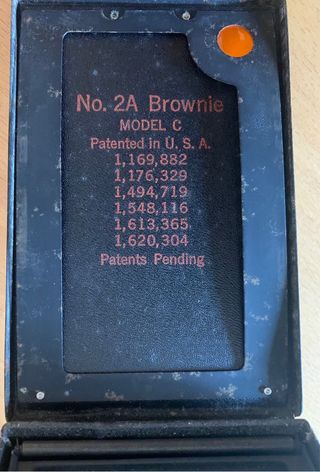 No. 2A Brownie
MODEL C
Patented in U. S. A.
1,169,882
1,176,329
1,494,719
1,548,116
1,613,365
1,620,304
Patents Pending